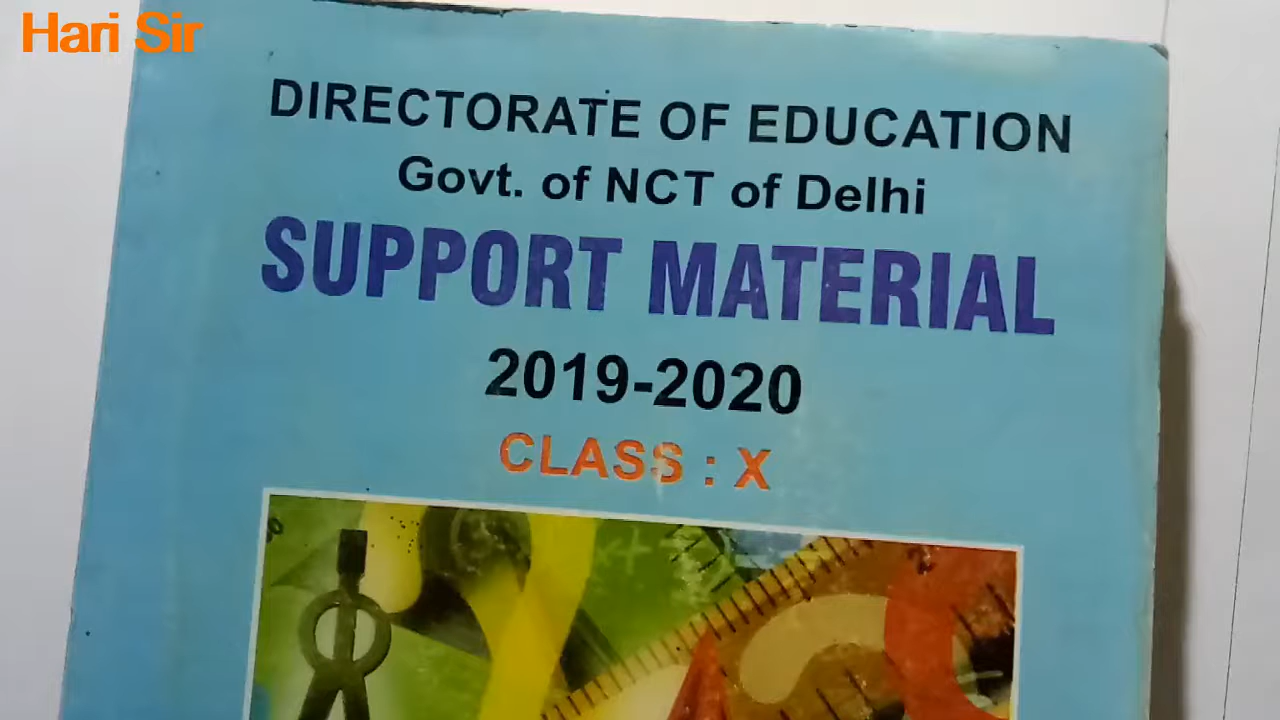 Hari Sir
DIRECTORATE OF EDUCATION
Govt. of NCT of Delhi
SUPPORT MATERIAL
2019-2020
CLASS : X